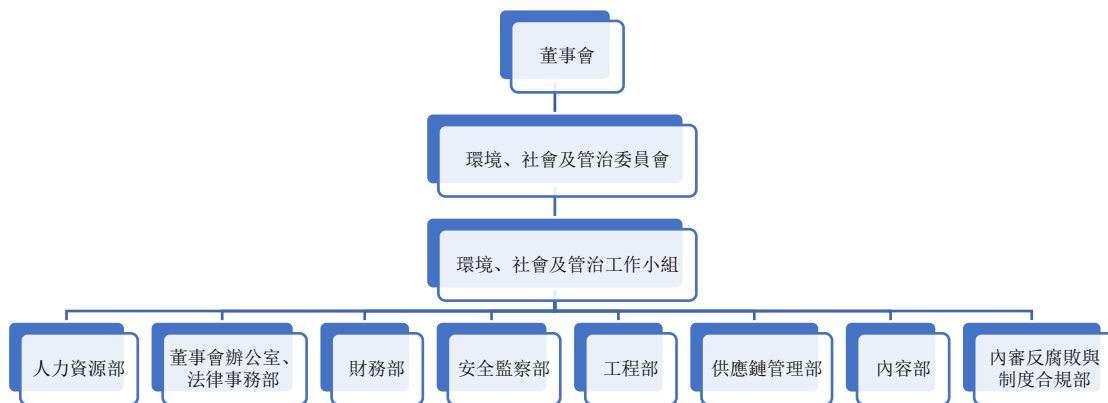 董事會
環境、社會及管治委員會
環境、社會及管治工作小組
人力資源部
董事會辦公室、
法律事務部
財務部
安全監察部
工程部
供應鏈管理部
內容部
內審反腐敗與
制度合規部